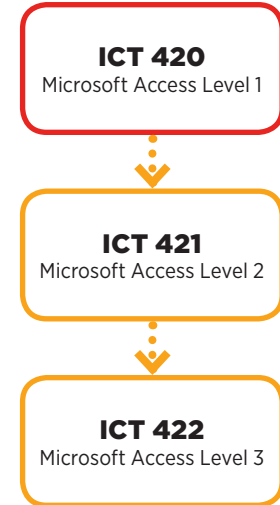 ICT 420
Microsoft Access Level 1
ICT 421
Microsoft Access Level 2
ICT 422
Microsoft Access Level 3